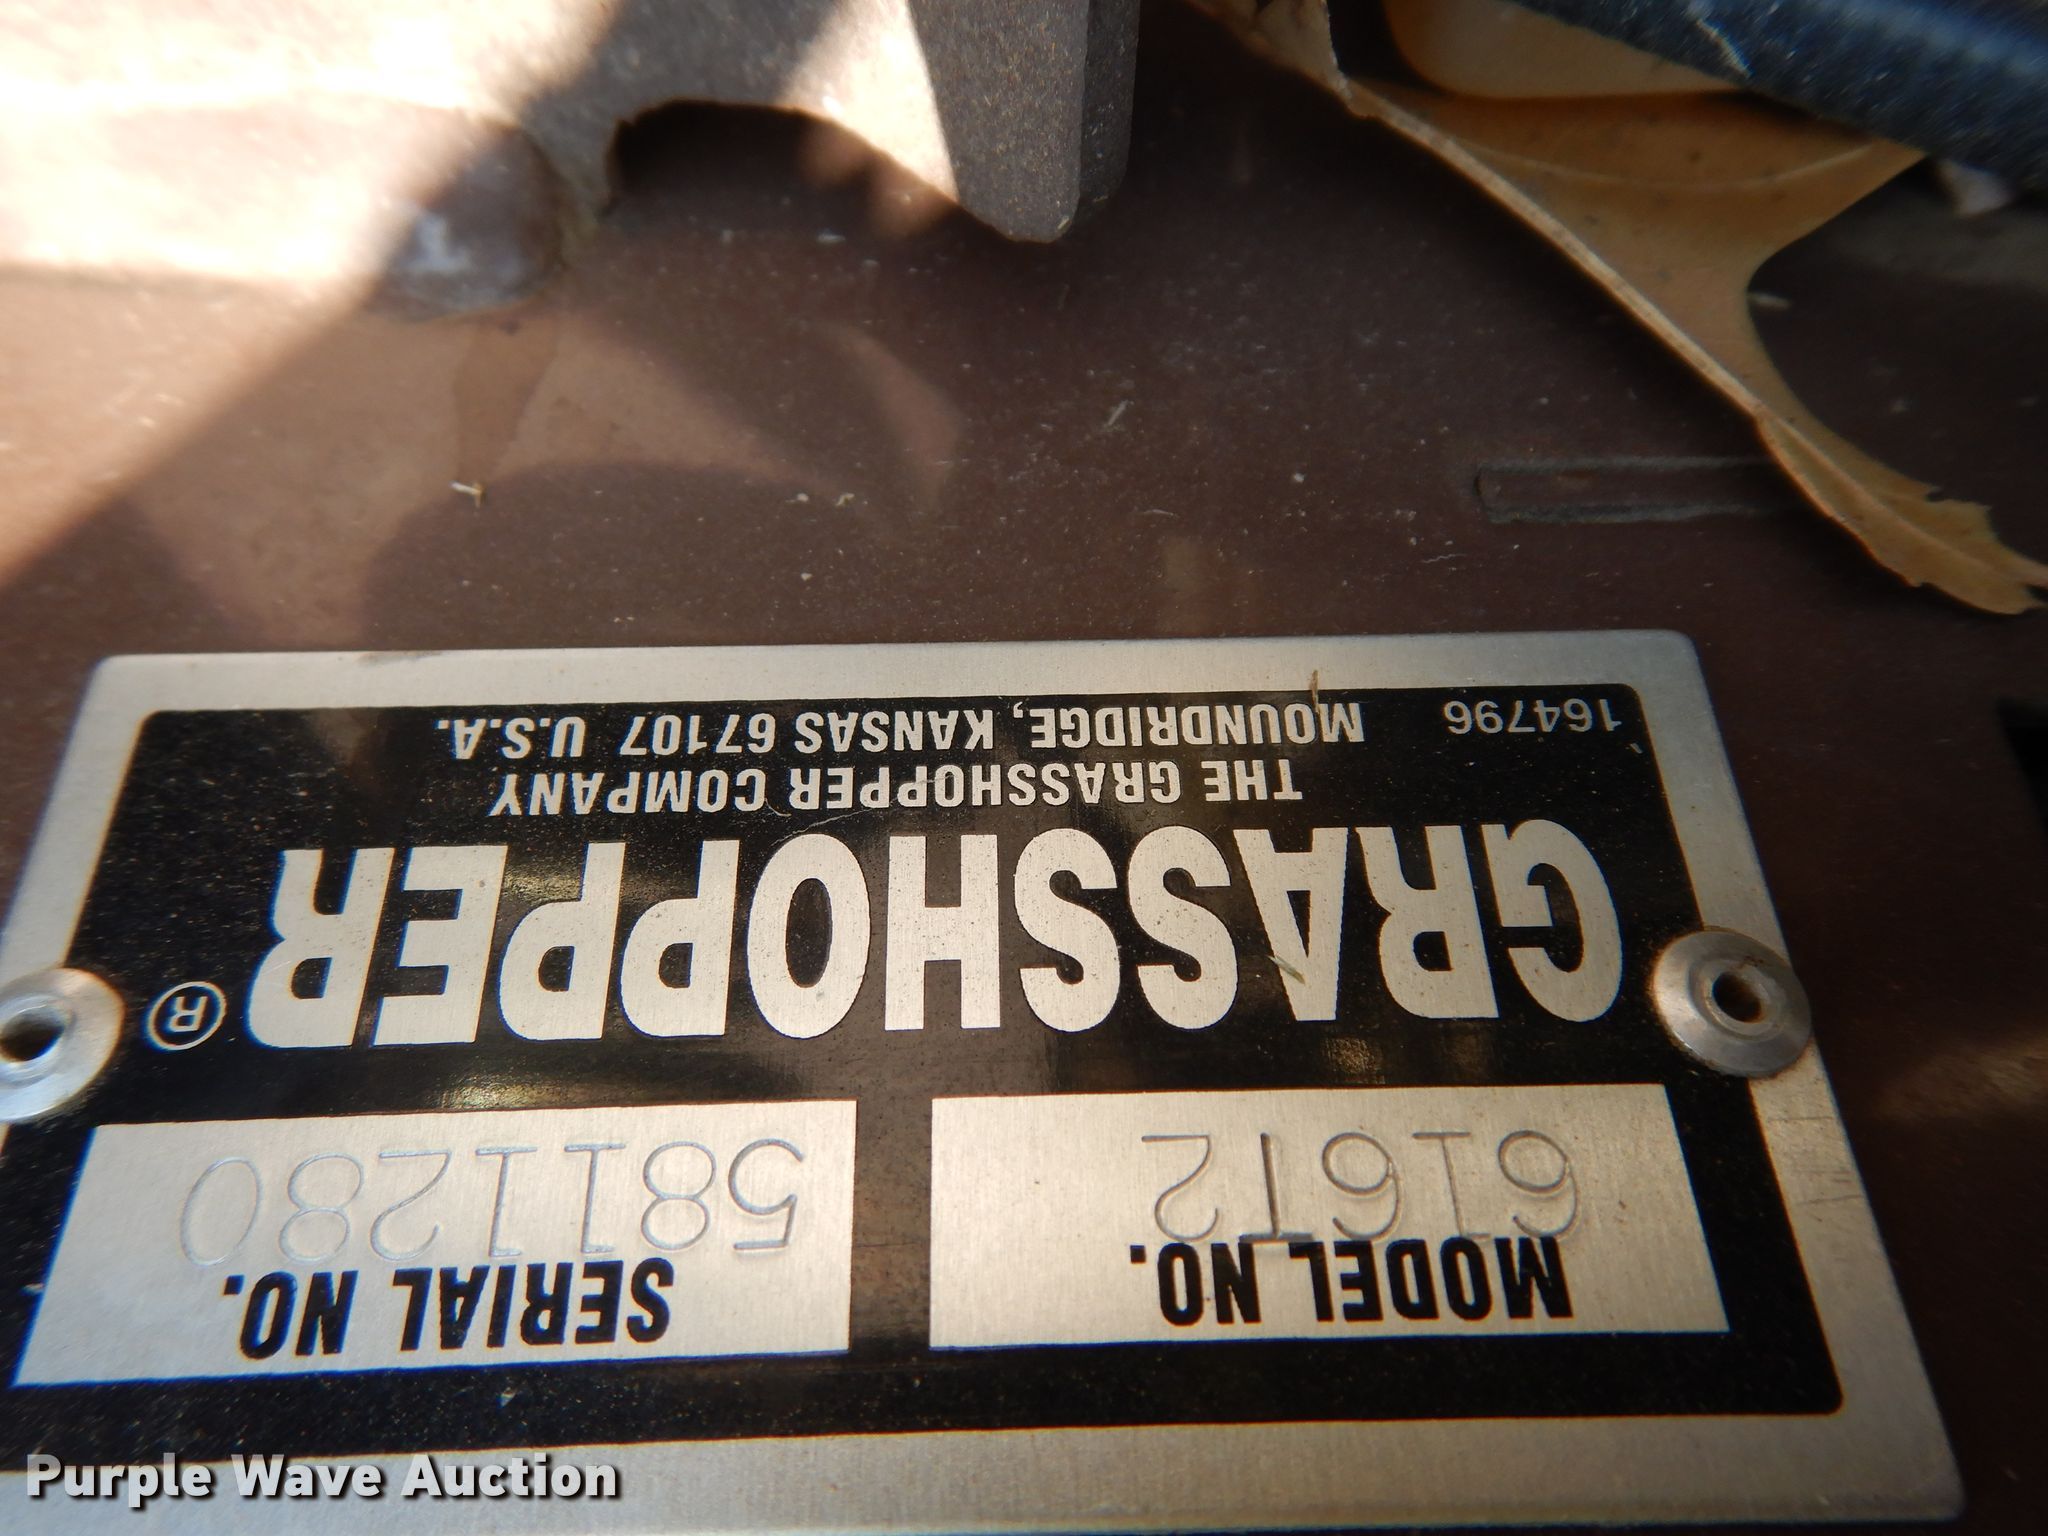 MODEL NO.
616T2
SERIAL NO.
5811280
GRASSHOPPER ®
THE GRASSHOPPER COMPANY
164796
MOUNDRIDGE, KANSAS 67107 U.S.A.
Purple Wave Auction